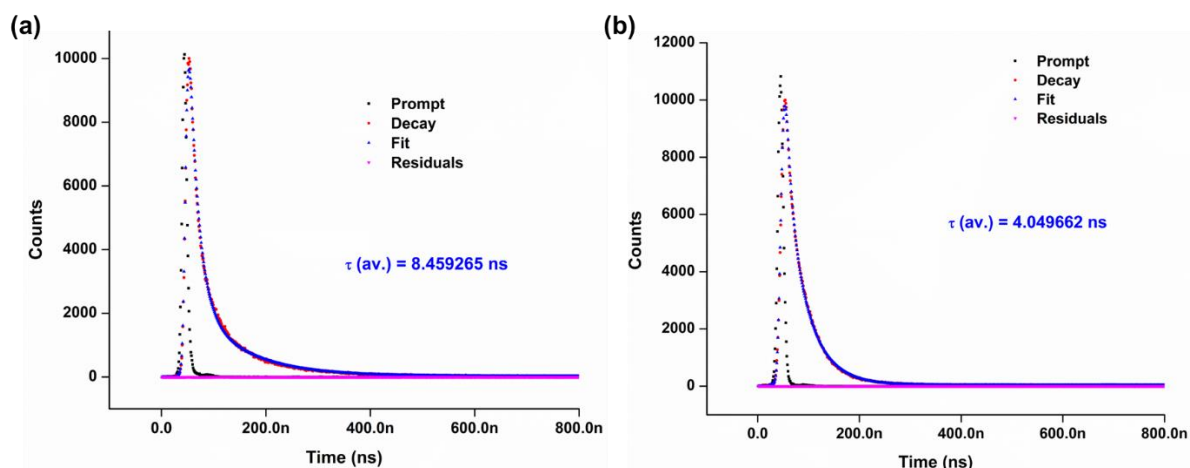 (a)
10000
8000
6000
4000
2000
0
Counts
Prompt
Decay
Fit
Residuals
τ (av.) = 8.459265 ns
0.0
200.0n
400.0n
600.0n
800.0n
Time (ns)
(b)
12000
10000
8000
6000
4000
2000
0
Counts
Prompt
Decay
Fit
Residuals
τ (av.) = 4.049662 ns
0.0
200.0n
400.0n
600.0n
800.0n
Time (ns)